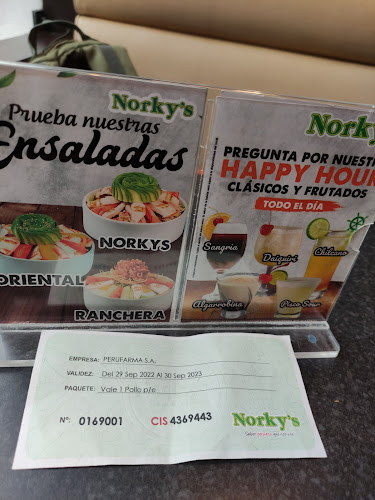 Norky's
Prueba nuestras
Ensaladas
NORKYS
ORIENTAL
RANCHERA
Norky
PREGUNTA POR NUESTR
HAPPY HOUR
CLÁSICOS Y FRUTADOS
TODO EL DÍA
Sangría
Daiquirí
Chilcano
Algarrobina
Pisco Sour
EMPRESA: PERUFARMA S.A.
VALIDEZ: Del 29 Sep 2022 Al 30 Sep 2023
PAQUETE: Vale 1 Pollo p/e
Nº: 0169001 CIS 4369443
Norky's